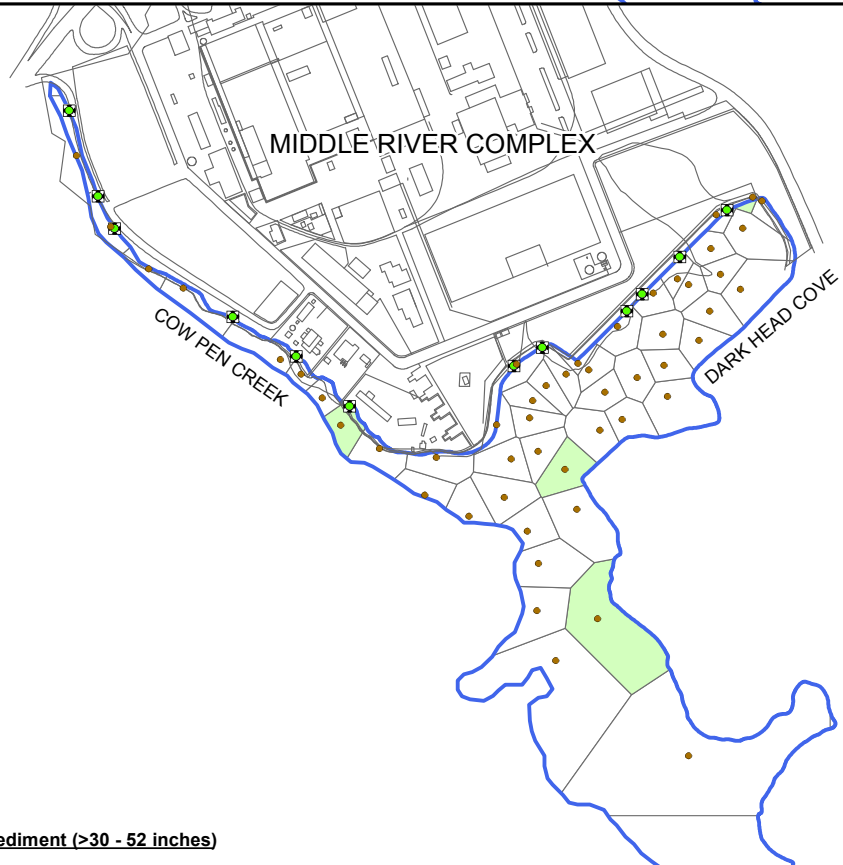 MIDDLE RIVER COMPLEX
COW PEN CREEK
DARK HEAD COVE
ediment (>30 - 52 inches)